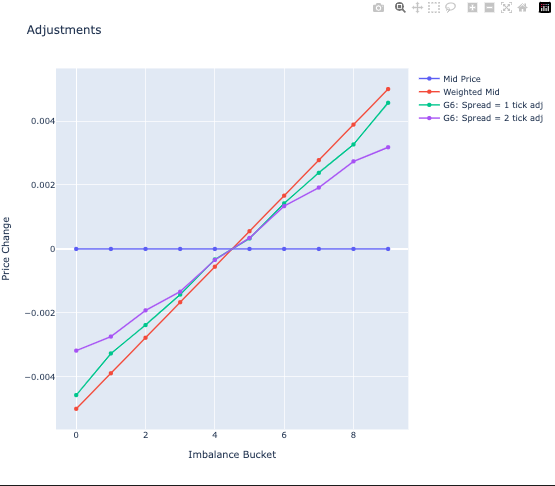 Adjustments
Mid Price
Weighted Mid
G6: Spread = 1 tick adj
G6: Spread = 2 tick adj
Price Change
0.004
0.002
0
−0.002
−0.004
0 2 4 6 8
Imbalance Bucket